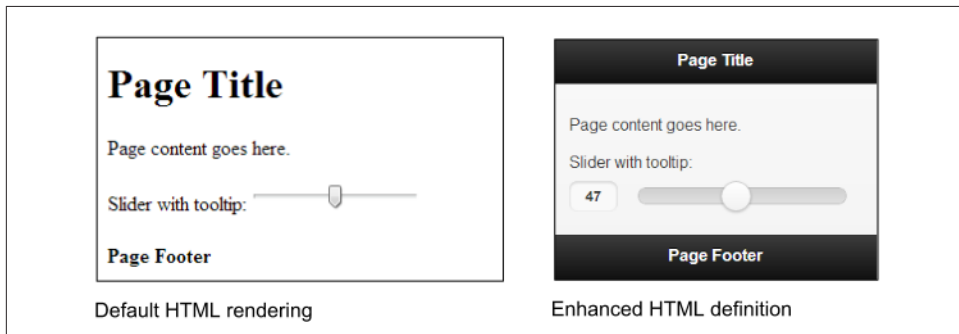 Page Title
Page content goes here.
Slider with tooltip:
Page Footer
Default HTML rendering
Page Title
Page content goes here.
Slider with tooltip:
47
Page Footer
Enhanced HTML definition